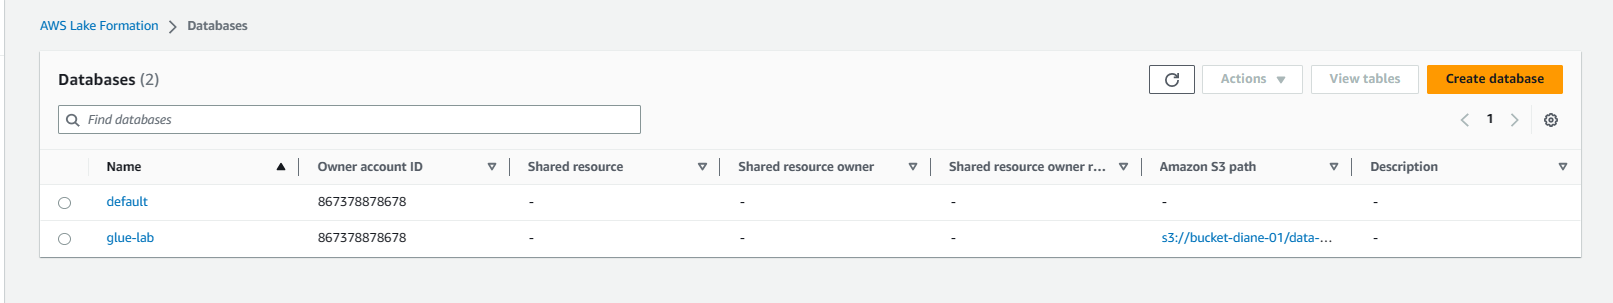 AWS Lake Formation > Databases
Databases (2)
Actions View tables Create database
Find databases
1
Name Owner account ID Shared resource Shared resource owner Shared resource owner r... Amazon S3 path Description
default 867378878678 - - - - -
glue-lab 867378878678 - - - s3://bucket-diane-01/data-... -